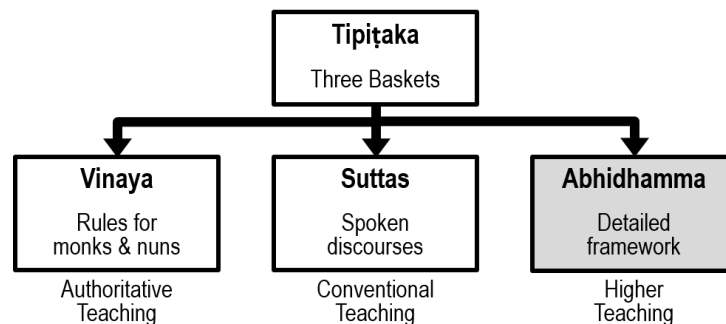 Tipiṭaka
Three Baskets
Vinaya
Rules for
monks & nuns
Authoritative
Teaching
Suttas
Spoken
discourses
Conventional
Teaching
Abhidhamma
Detailed
framework
Higher
Teaching